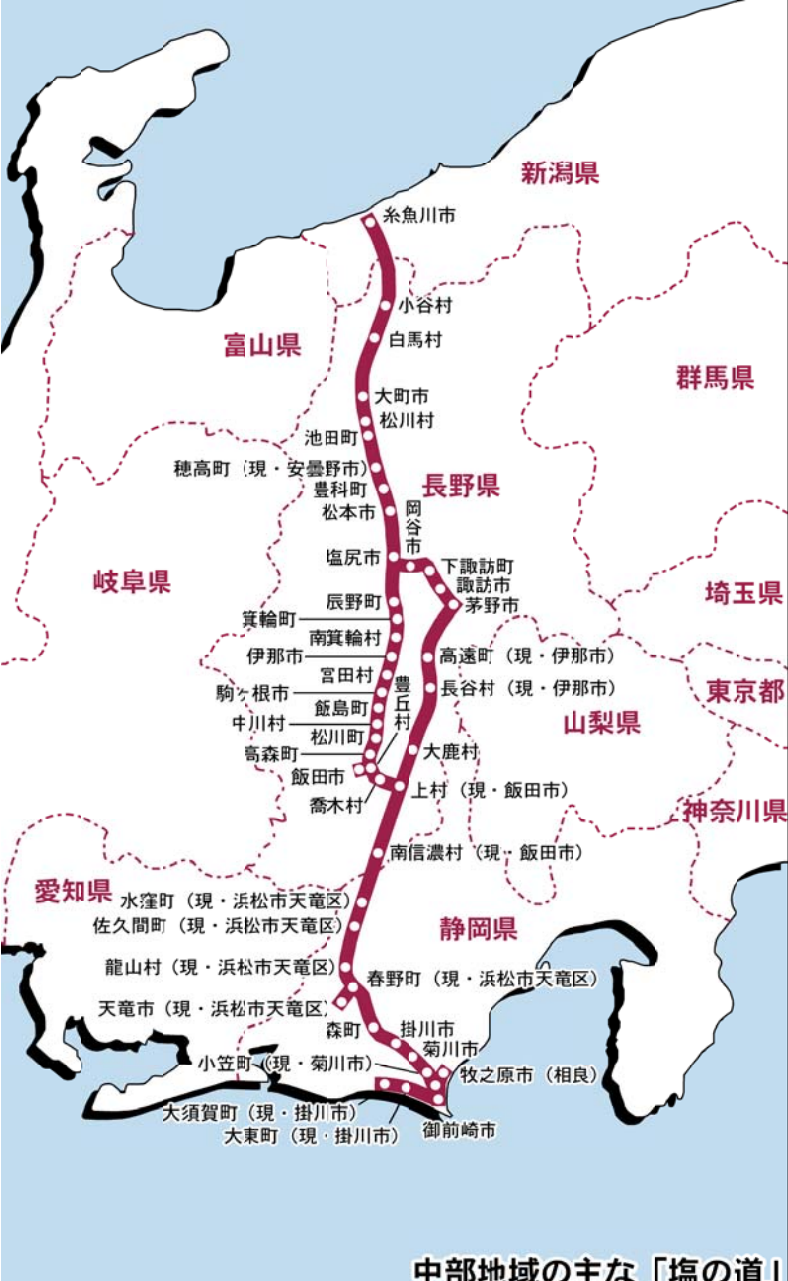 新潟県
糸魚川市
小谷村
富山県
白馬村
群馬県
大町市
松川村
池田町
穂高町（現・安曇野市）
長野県
豊科町
松本市
岡谷市
塩尻市
下諏訪町
岐阜県
諏訪市
埼玉県
辰野町
茅野市
箕輪町
南箕輪村
伊那市
高遠町（現・伊那市）
宮田村
豊丘村
駒ヶ根市
長谷村（現・伊那市）
東京都
飯島町
中川村
山梨県
松川町
高森町
大鹿村
飯田市
上村（現・飯田市）
喬木村
神奈川県
南信濃村（現・飯田市）
愛知県
水窪町（現・浜松市天竜区）
佐久間町（現・浜松市天竜区）
静岡県
龍山村（現・浜松市天竜区）
春野町（現・浜松市天竜区）
天竜市（現・浜松市天竜区）
森町
掛川市
菊川市
小笠町（現・菊川市）
牧之原市（相良）
大須賀町（現・掛川市）
大東町（現・掛川市）
御前崎市
中部地域の主な「塩の道」